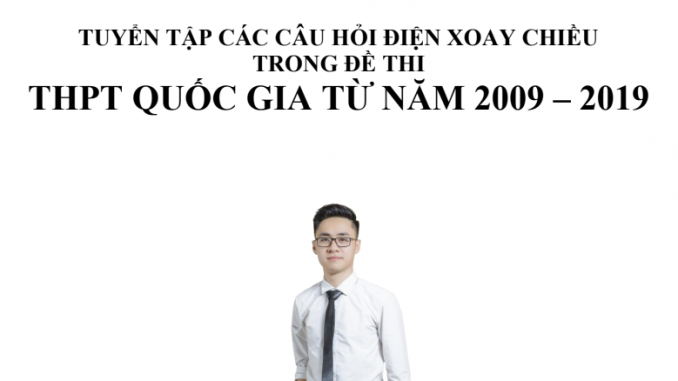 TUYỂN TẬP CÁC CÂU HỎI ĐIỆN XOAY CHIỀU
TRONG ĐỀ THI
THPT QUỐC GIA TỪ NĂM 2009 – 2019